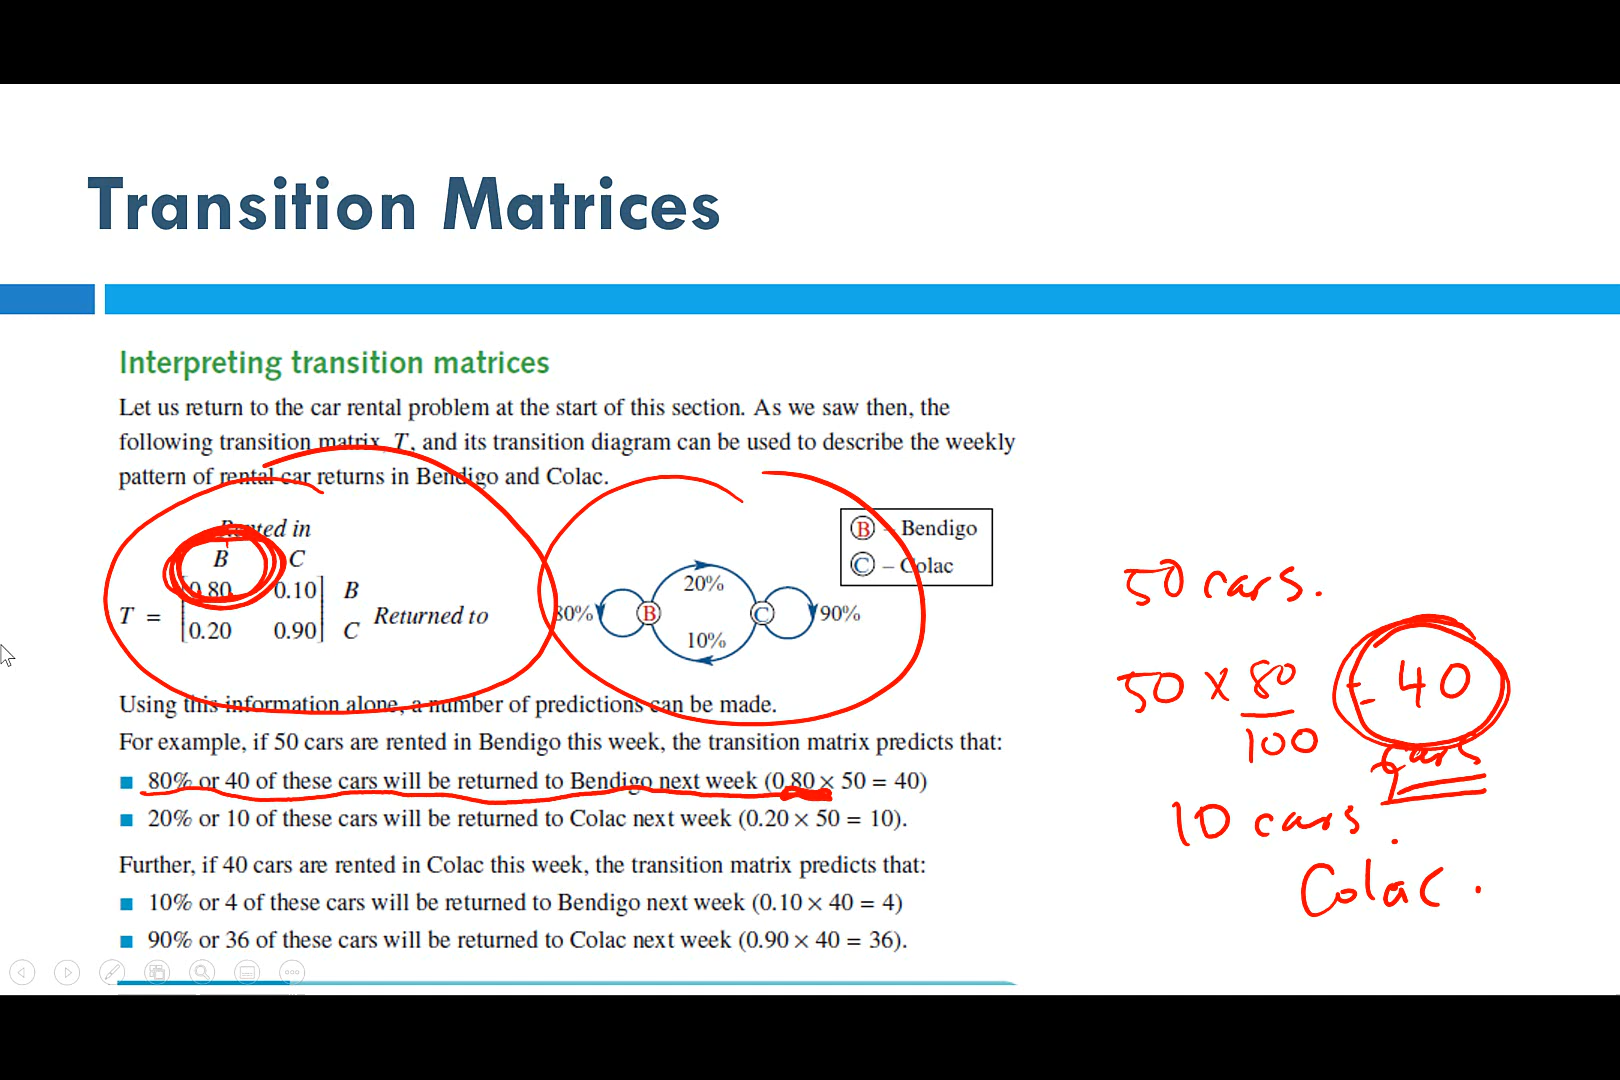 Transition Matrices
Interpreting transition matrices
Let us return to the car rental problem at the start of this section. As we saw then, the
following transition matrix, T, and its transition diagram can be used to describe the weekly
pattern of rental car returns in Bendigo and Colac.
Rented in
B C
0.80 0.10 B
T = Returned to
0.20 0.90 C
80% B 20% 10% C 90%
B – Bendigo
C – Colac
Using this information alone, a number of predictions can be made.
For example, if 50 cars are rented in Bendigo this week, the transition matrix predicts that:
■ 80% or 40 of these cars will be returned to Bendigo next week (0.80 × 50 = 40)
■ 20% or 10 of these cars will be returned to Colac next week (0.20 × 50 = 10).
Further, if 40 cars are rented in Colac this week, the transition matrix predicts that:
■ 10% or 4 of these cars will be returned to Bendigo next week (0.10 × 40 = 4)
■ 90% or 36 of these cars will be returned to Colac next week (0.90 × 40 = 36).
50 cars.
50 × 80/100 = 40
cars
10 cars.
Colac.